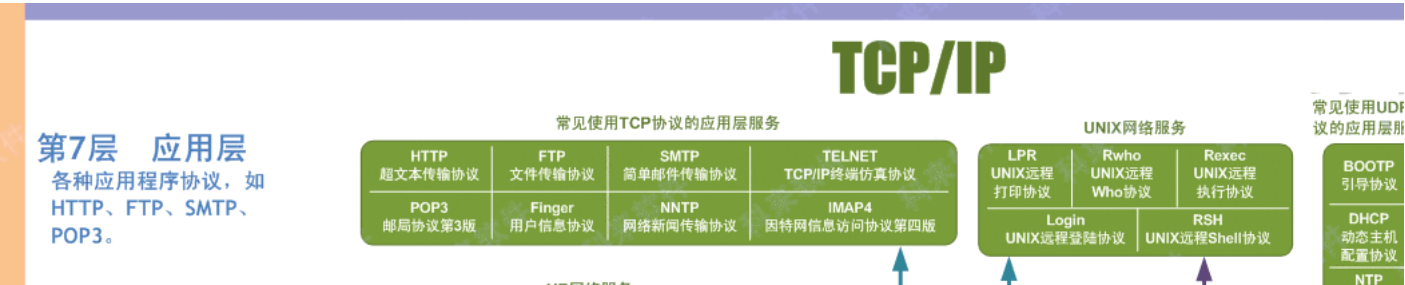 TCP/IP
第7层 应用层
各种应用程序协议，如
HTTP、FTP、SMTP、
POP3。
常见使用TCP协议的应用层服务
HTTP
超文本传输协议
FTP
文件传输协议
SMTP
简单邮件传输协议
TELNET
TCP/IP终端仿真协议
POP3
邮局协议第3版
Finger
用户信息协议
NNTP
网络新闻传输协议
IMAP4
因特网信息访问协议第四版
UNIX网络服务
LPR
UNIX远程
打印协议
Rwho
UNIX远程
Who协议
Rexec
UNIX远程
执行协议
Login
UNIX远程登陆协议
RSH
UNIX远程Shell协议
常见使用UDP
议的应用层
BOOTP
引导协议
DHCP
动态主机
配置协议
NTP